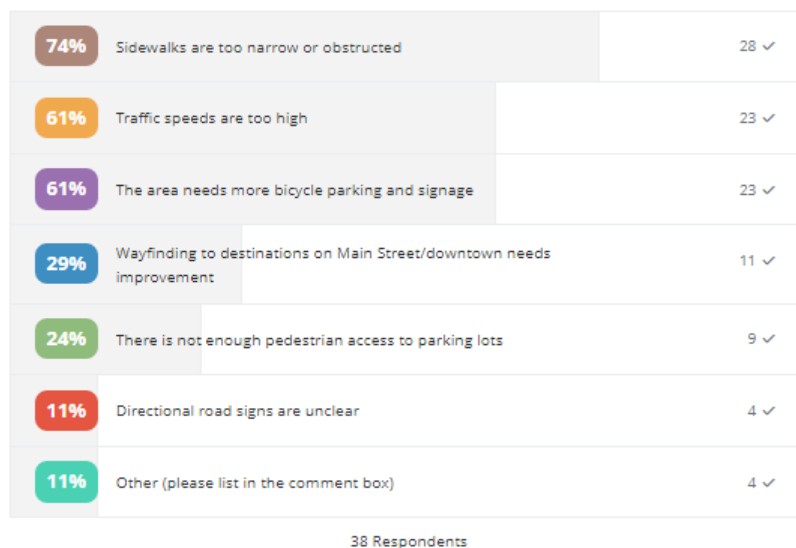 74% Sidewalks are too narrow or obstructed 28 ✓
61% Traffic speeds are too high 23 ✓
61% The area needs more bicycle parking and signage 23 ✓
29% Wayfinding to destinations on Main Street/downtown needs 11 ✓
improvement
24% There is not enough pedestrian access to parking lots 9 ✓
11% Directional road signs are unclear 4 ✓
11% Other (please list in the comment box) 4 ✓
38 Respondents